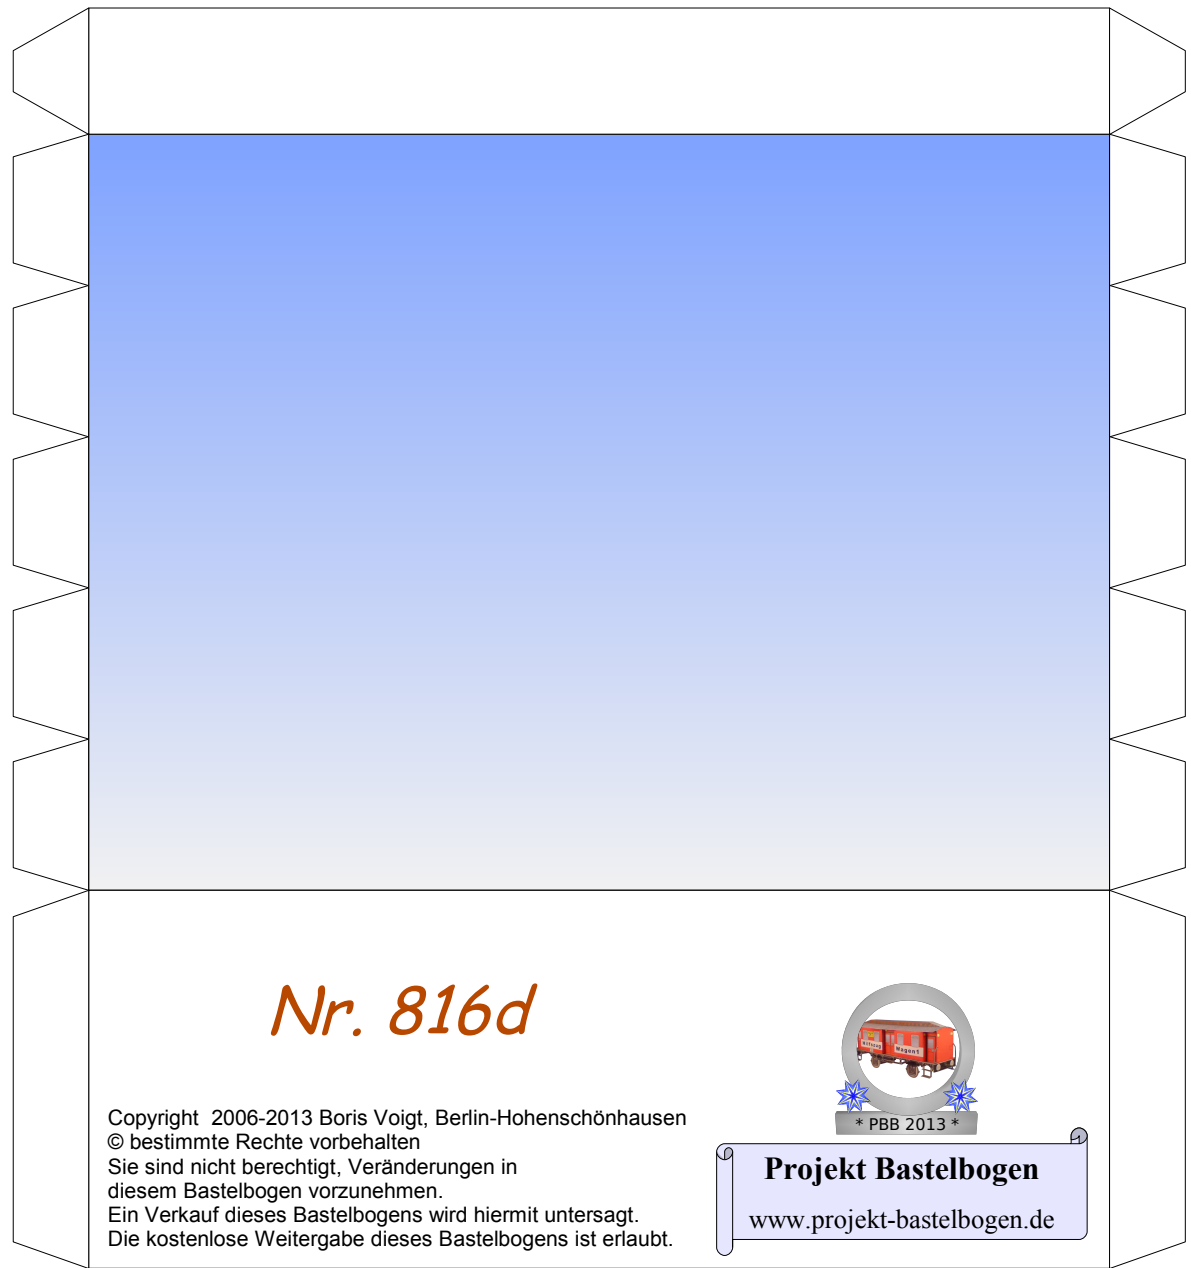 Nr. 816d
Copyright  2006-2013 Boris Voigt, Berlin-Hohenschönhausen
© bestimmte Rechte vorbehalten
Sie sind nicht berechtigt, Veränderungen in
diesem Bastelbogen vorzunehmen.
Ein Verkauf dieses Bastelbogens wird hiermit untersagt.
Die kostenlose Weitergabe dieses Bastelbogens ist erlaubt.
Hilfszug Wagen1
* PBB 2013 *
Projekt Bastelbogen
www.projekt-bastelbogen.de